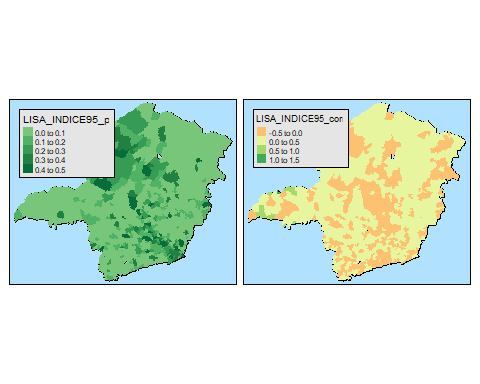 LISA_INDICE95_p
0.0 to 0.1
0.1 to 0.2
0.2 to 0.3
0.3 to 0.4
0.4 to 0.5
LISA_INDICE95_cor
-0.5 to 0.0
0.0 to 0.5
0.5 to 1.0
1.0 to 1.5